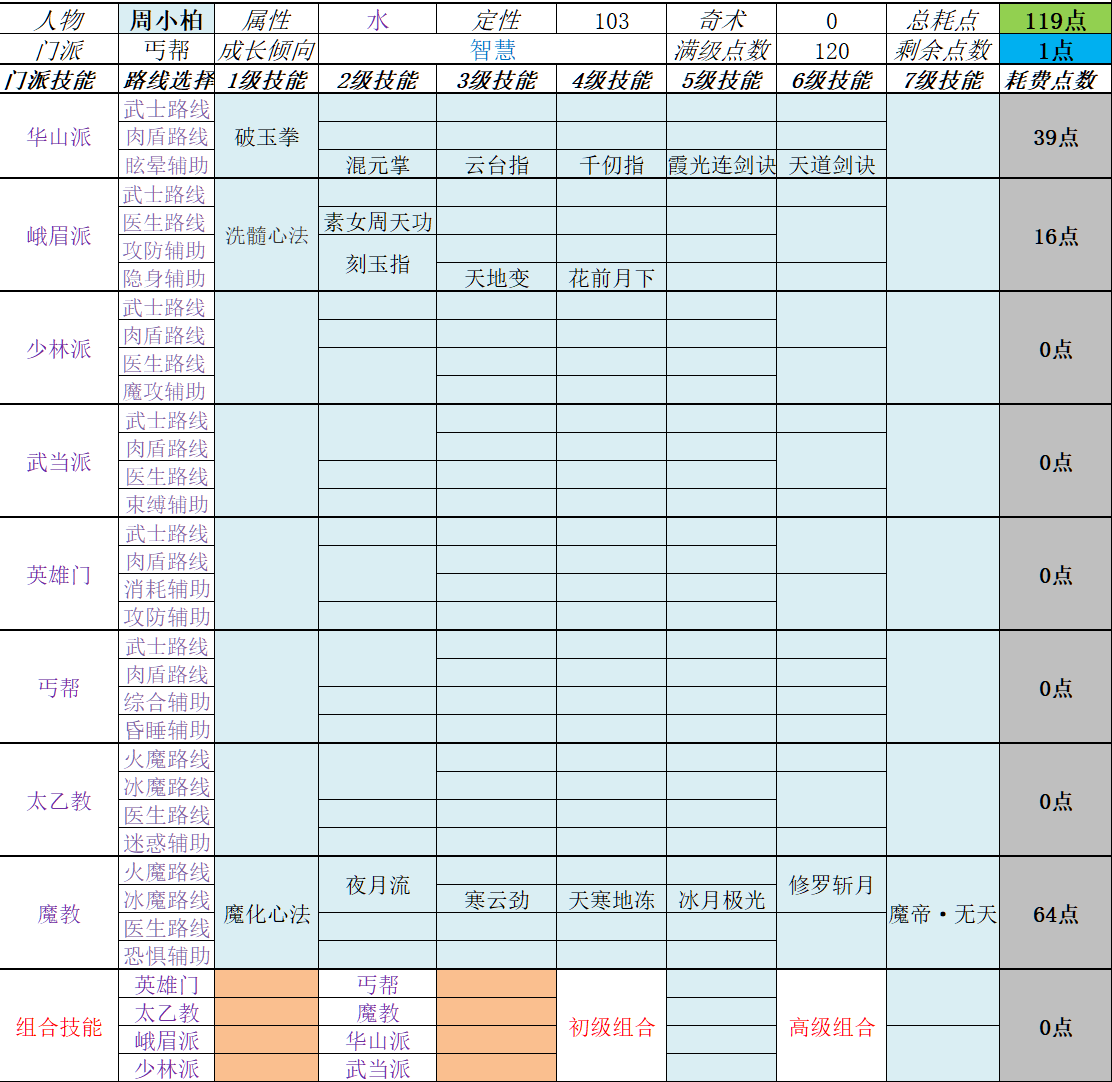 人物 周小柏 属性 水 定性 103 奇术 0 总耗点 119点
门派 丐帮 成长倾向 智慧 满级点数 120 剩余点数 1点
门派技能 路线选择 1级技能 2级技能 3级技能 4级技能 5级技能 6级技能 7级技能 耗费点数
华山派 武士路线 破玉拳 39点
肉盾路线
眩晕辅助 混元掌 云台指 千仞指 霞光连剑诀 天道剑诀
峨眉派 武士路线 洗髓心法 16点
医生路线 素女周天功
攻防辅助 刻玉指
隐身辅助 天地变 花前月下
少林派 武士路线 0点
肉盾路线
医生路线
魔攻辅助
武当派 武士路线 0点
肉盾路线
医生路线
束缚辅助
英雄门 武士路线 0点
肉盾路线
消耗辅助
攻防辅助
丐帮 武士路线 0点
肉盾路线
综合辅助
昏睡辅助
太乙教 火魔路线 0点
冰魔路线
医生路线
迷惑辅助
魔教 火魔路线 魔化心法 夜月流 修罗斩月 魔帝·无天 64点
冰魔路线 寒云劲 天寒地冻 冰月极光
医生路线
恐惧辅助
组合技能 英雄门 丐帮 初级组合 高级组合 0点
太乙教 魔教
峨眉派 华山派
少林派 武当派